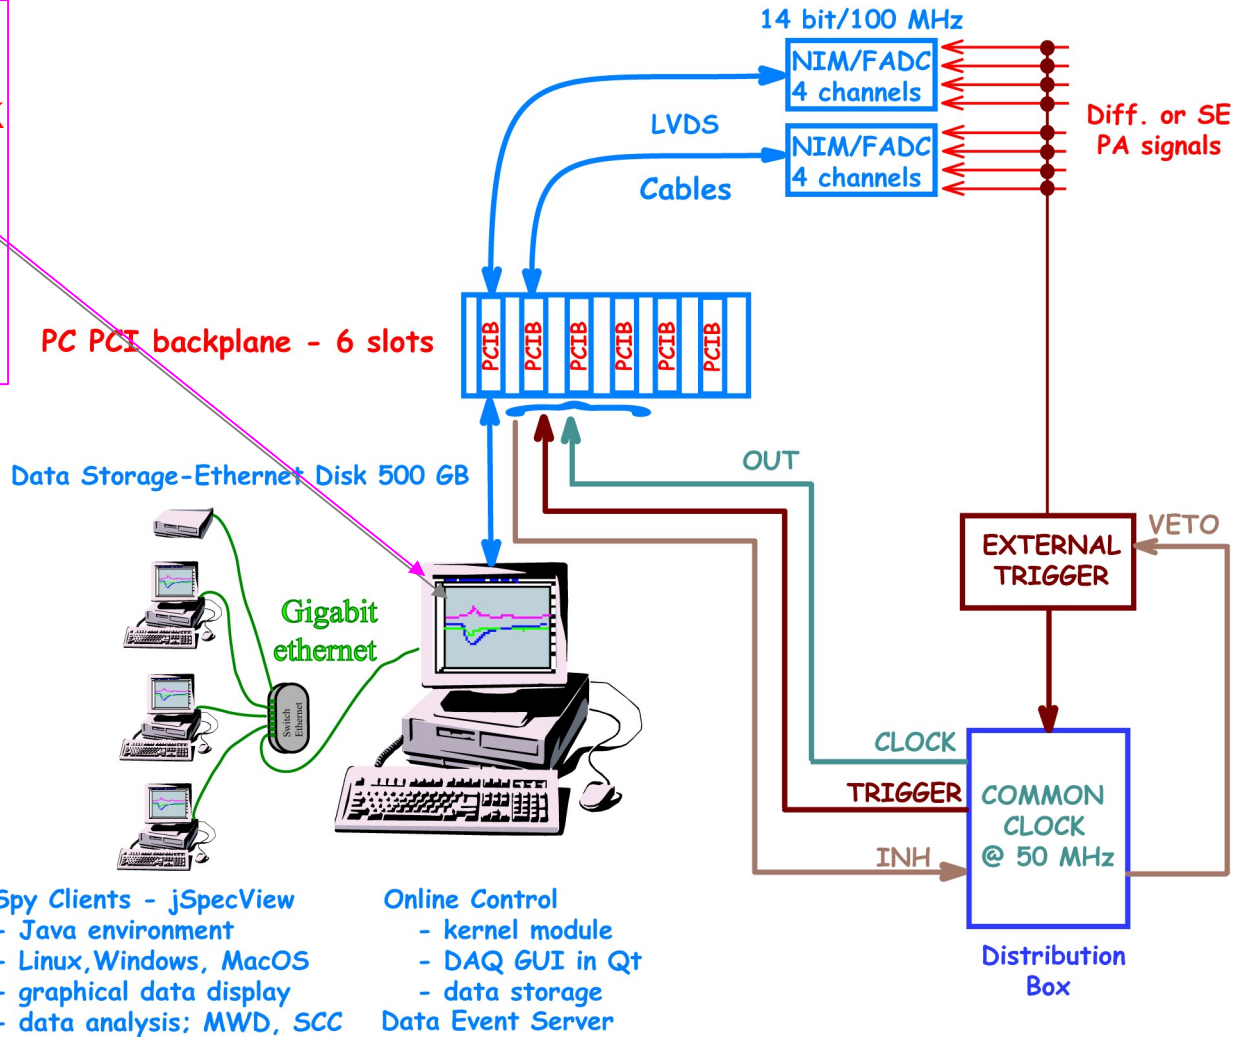 14 bit/100 MHz
NIM/FADC
4 channels
Diff. or SE
PA signals
LVDS
NIM/FADC
4 channels
Cables
PC PCI backplane - 6 slots
PCIB
PCIB
PCIB
PCIB
PCIB
PCIB
OUT
Data Storage-Ethernet Disk 500 GB
EXTERNAL
TRIGGER
VETO
Gigabit
ethernet
Switch
Ethernet
CLOCK
TRIGGER
INH
COMMON
CLOCK
@ 50 MHz
Distribution
Box
Spy Clients - jSpecView
- Java environment
- Linux,Windows, MacOS
- graphical data display
- data analysis; MWD, SCC
Online Control
- kernel module
- DAQ GUI in Qt
- data storage
Data Event Server